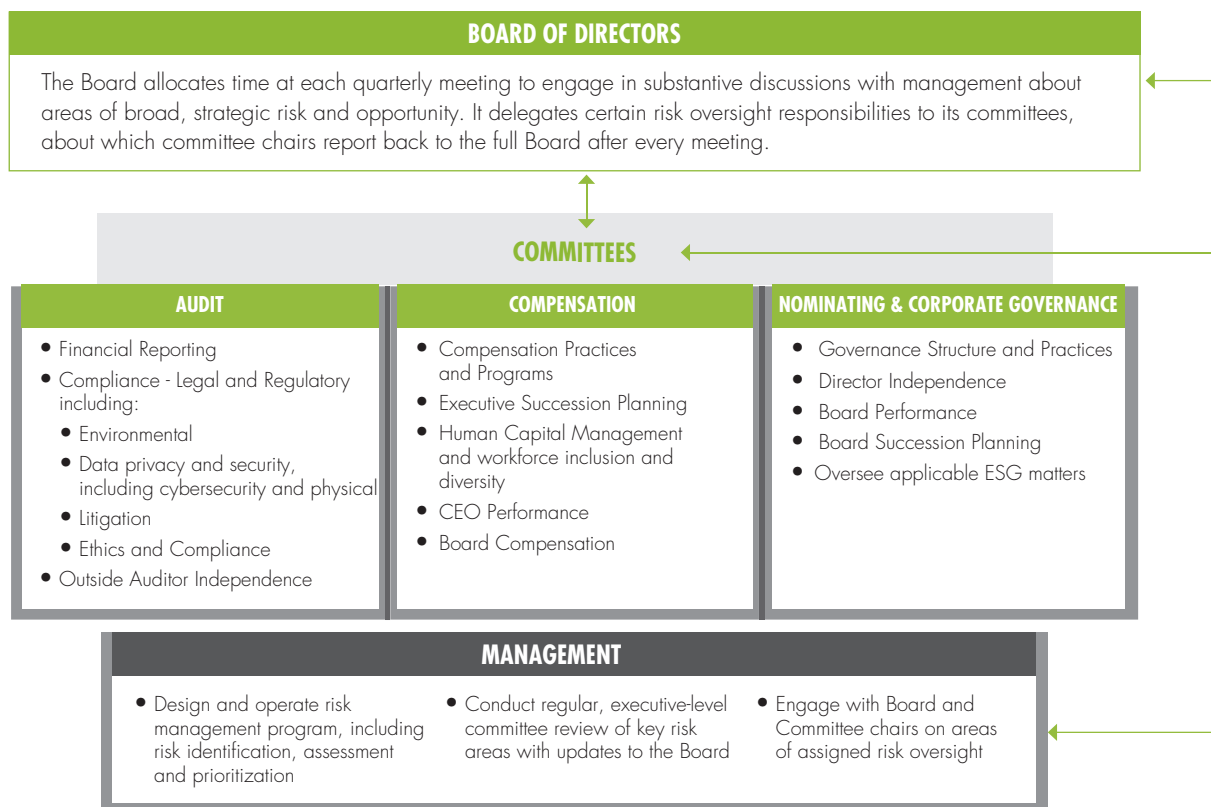 BOARD OF DIRECTORS
The Board allocates time at each quarterly meeting to engage in substantive discussions with management about
areas of broad, strategic risk and opportunity. It delegates certain risk oversight responsibilities to its committees,
about which committee chairs report back to the full Board after every meeting.
COMMITTEES
AUDIT
• Financial Reporting
• Compliance - Legal and Regulatory
including:
• Environmental
• Data privacy and security,
including cybersecurity and physical
• Litigation
• Ethics and Compliance
• Outside Auditor Independence
COMPENSATION
• Compensation Practices
and Programs
• Executive Succession Planning
• Human Capital Management
and workforce inclusion and
diversity
• CEO Performance
• Board Compensation
NOMINATING & CORPORATE GOVERNANCE
• Governance Structure and Practices
• Director Independence
• Board Performance
• Board Succession Planning
• Oversee applicable ESG matters
MANAGEMENT
• Design and operate risk
management program, including
risk identification, assessment
and prioritization
• Conduct regular, executive-level
committee review of key risk
areas with updates to the Board
• Engage with Board and
Committee chairs on areas
of assigned risk oversight